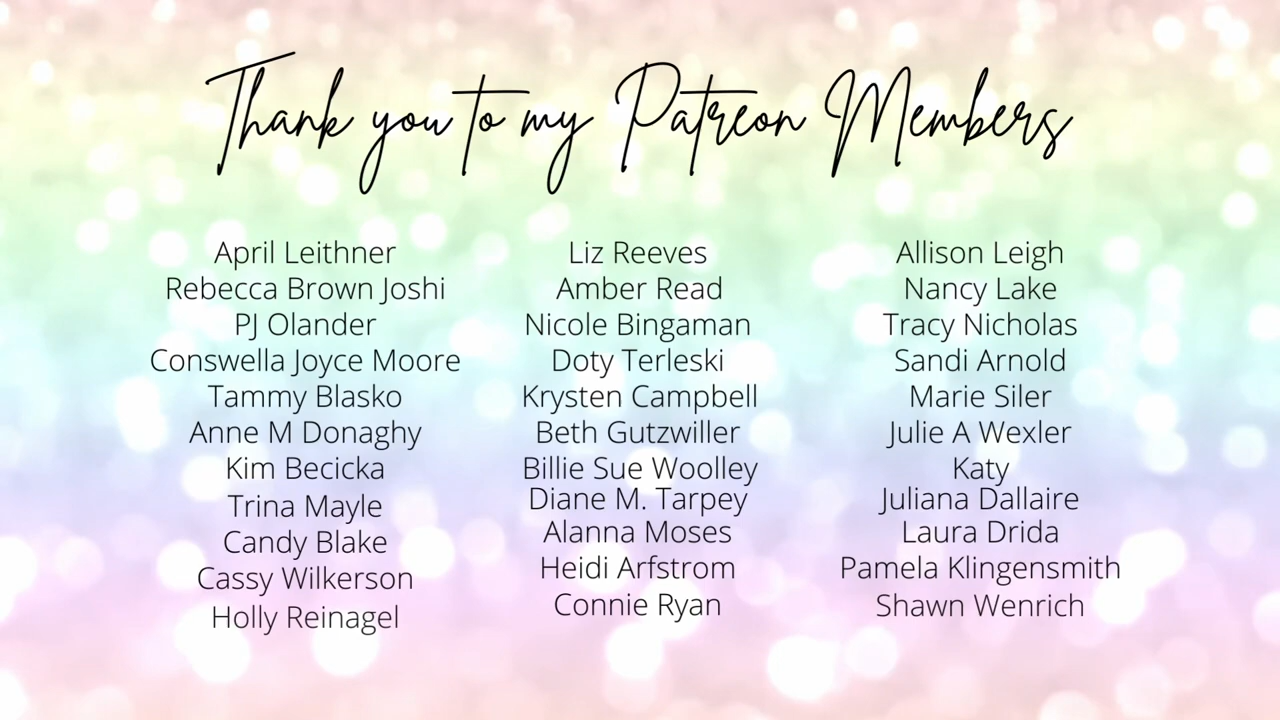 Thank you to my Patreon Members
April Leithner
Rebecca Brown Joshi
PJ Olander
Conswella Joyce Moore
Tammy Blasko
Anne M Donaghy
Kim Becicka
Trina Mayle
Candy Blake
Cassy Wilkerson
Holly Reinagel
Liz Reeves
Amber Read
Nicole Bingaman
Doty Terleski
Krysten Campbell
Beth Gutzwiller
Billie Sue Woolley
Diane M. Tarpey
Alanna Moses
Heidi Arfstrom
Connie Ryan
Allison Leigh
Nancy Lake
Tracy Nicholas
Sandi Arnold
Marie Siler
Julie A Wexler
Katy
Juliana Dallaire
Laura Drida
Pamela Klingensmith
Shawn Wenrich